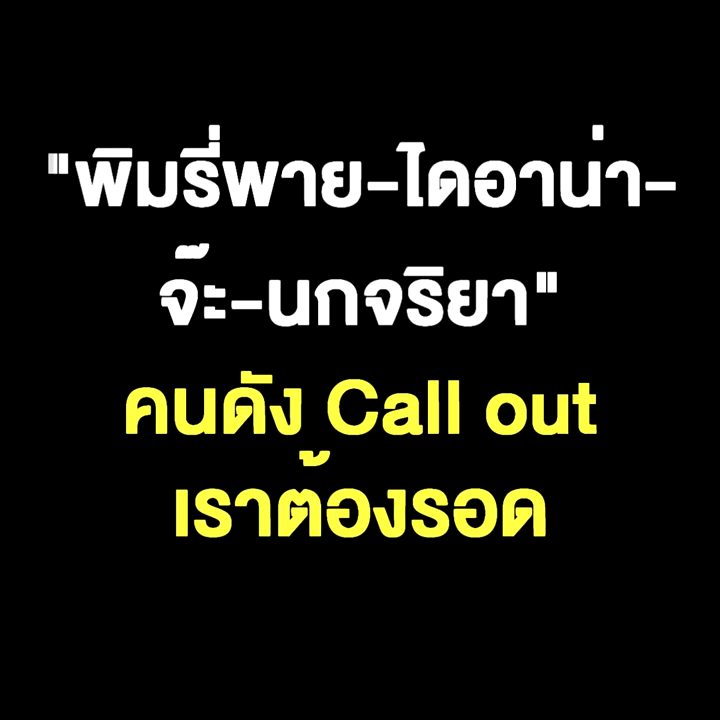 "พิมรี่พาย-ไดอาน่า-
จ๊ะ-นกจริยา"
คนดัง Call out
เราต้องรอด